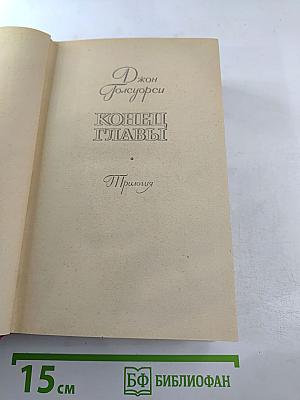 Джон
Голсуорси
КОНЕЦ
ГЛАВЫ
Трилогия
15 см
БФ БИБЛИОФАН